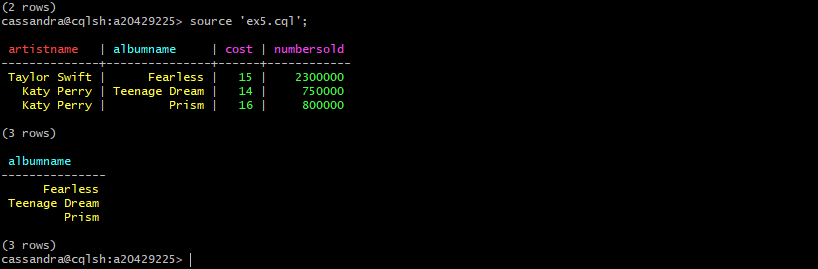 (2 rows)
cassandra@cqlsh:a20429225> source 'ex5.cql';
 artistname   | albumname     | cost | numbersold
--------------+---------------+------+------------
 Taylor Swift |      Fearless |   15 |    2300000
   Katy Perry | Teenage Dream |   14 |     750000
   Katy Perry |         Prism |   16 |     800000
(3 rows)
 albumname
---------------
      Fearless
 Teenage Dream
         Prism
(3 rows)
cassandra@cqlsh:a20429225>